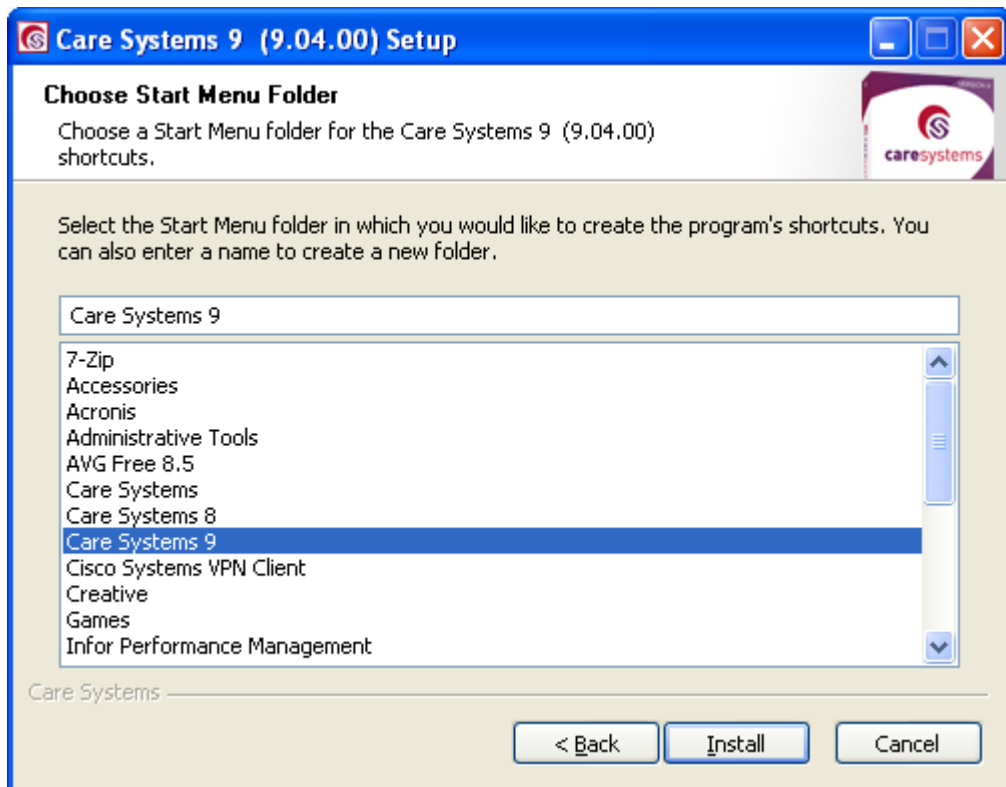 Care Systems 9 (9.04.00) Setup
Choose Start Menu Folder
Choose a Start Menu folder for the Care Systems 9 (9.04.00)
shortcuts.
caresystems
Select the Start Menu folder in which you would like to create the program's shortcuts. You
can also enter a name to create a new folder.
Care Systems 9
7-Zip
Accessories
Acronis
Administrative Tools
AVG Free 8.5
Care Systems
Care Systems 8
Care Systems 9
Cisco Systems VPN Client
Creative
Games
Infor Performance Management
Care Systems
< Back
Install
Cancel